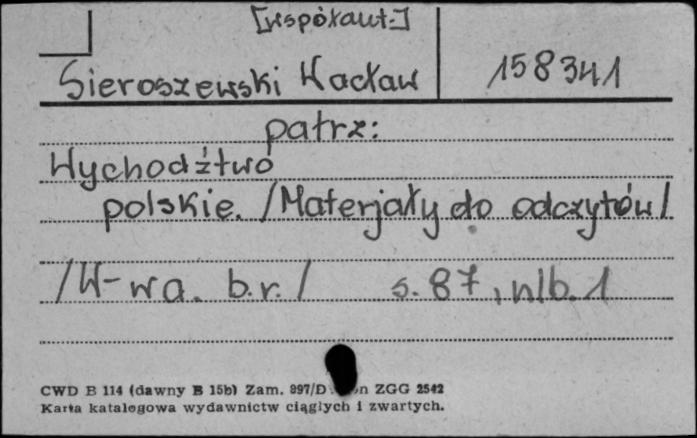 [współaut.]
Sieroszewski Wacław 158341
patrz:
Wychodźtwo
polskie. /Materjały do odczytów/
/W-wa. b.r./ s. 87, nlb. 1
CWD B 114 (dawny B 15b) Zam. 997/D ZGG 2542
Karta katalogowa wydawnictw ciągłych i zwartych.